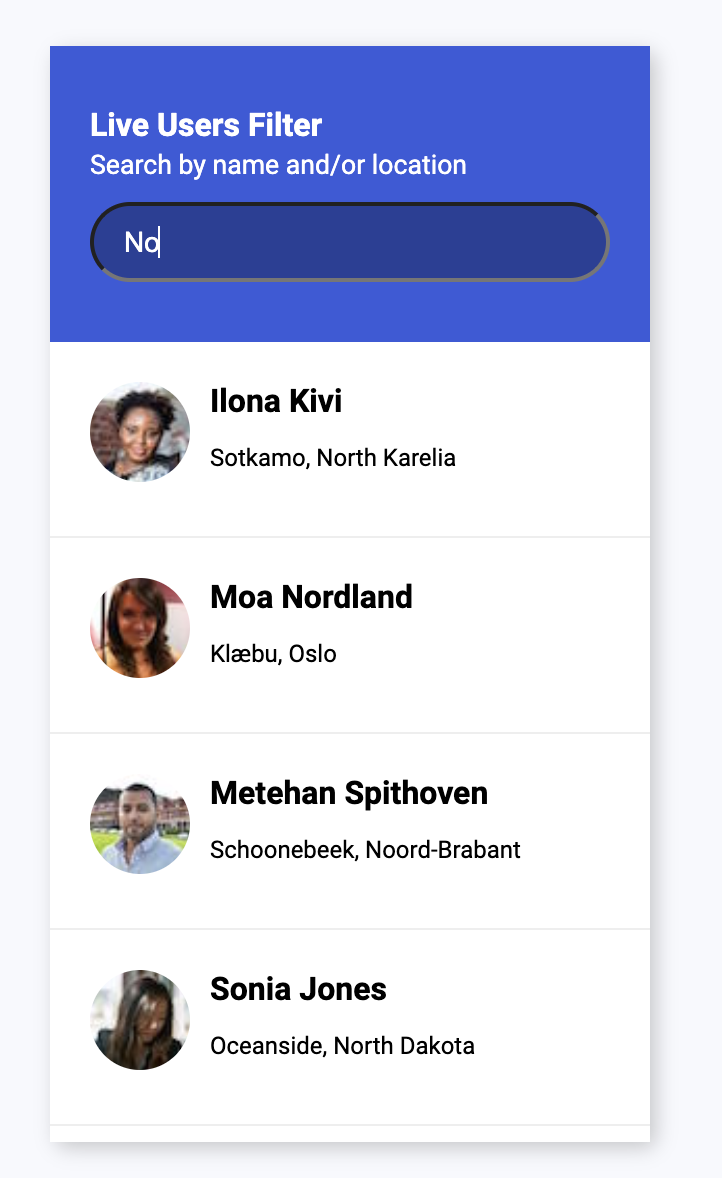 Live Users Filter
Search by name and/or location
No
Ilona Kivi
Sotkamo, North Karelia
Moa Nordland
Klæbu, Oslo
Metehan Spithoven
Schoonebeek, Noord-Brabant
Sonia Jones
Oceanside, North Dakota